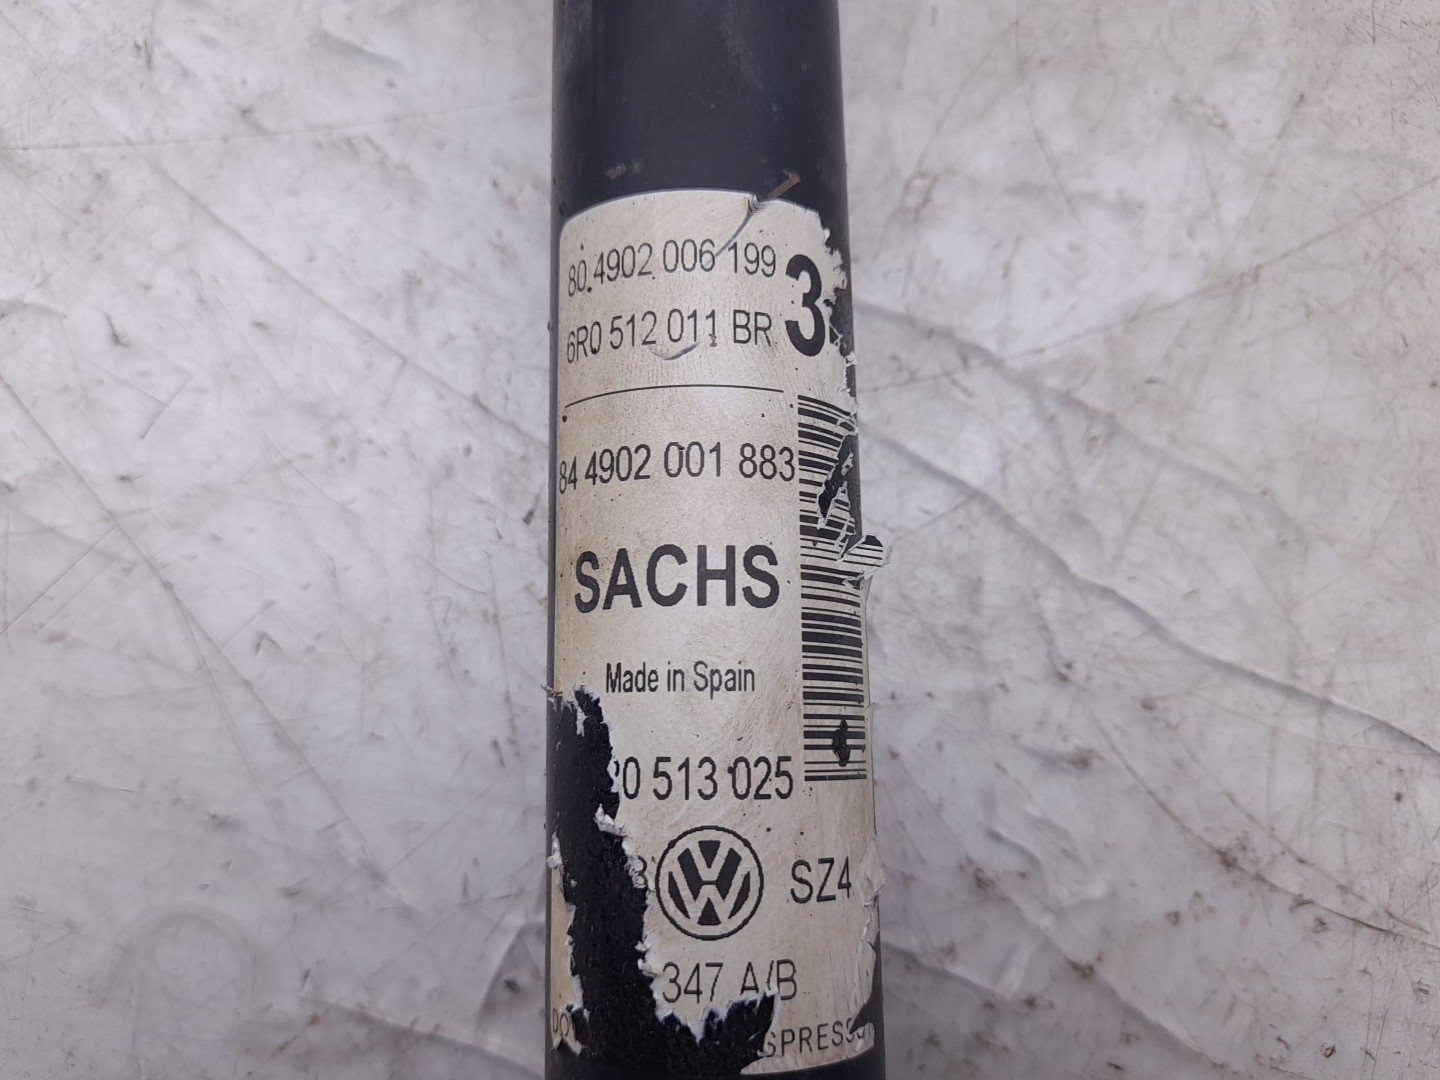 80 4902 006 199
6R0 512 011 BR 3
84 4902 001 883
SACHS
Made in Spain
0 513 025
SZ4
347 A/B